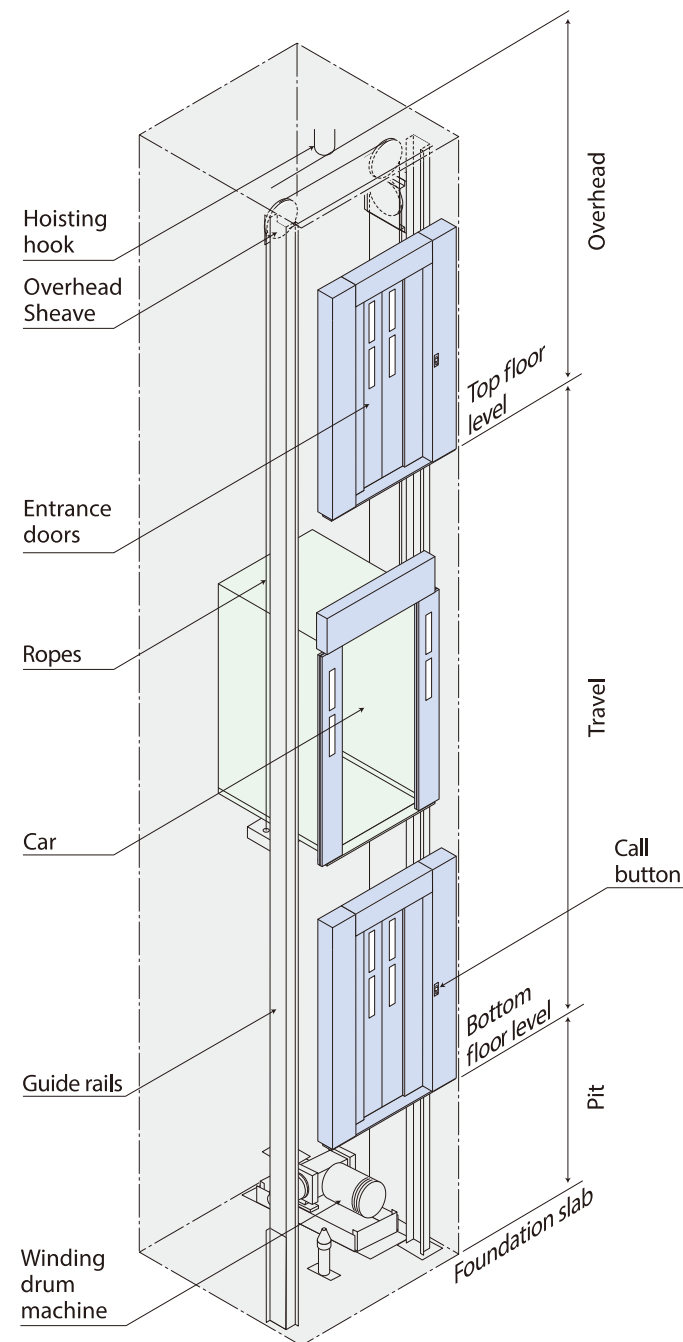 Overhead
Hoisting
hook
Overhead
Sheave
Top floor
level
Entrance
doors
Ropes
Travel
Car
Call
button
Bottom
floor level
Guide rails
Pit
Foundation slab
Winding
drum
machine